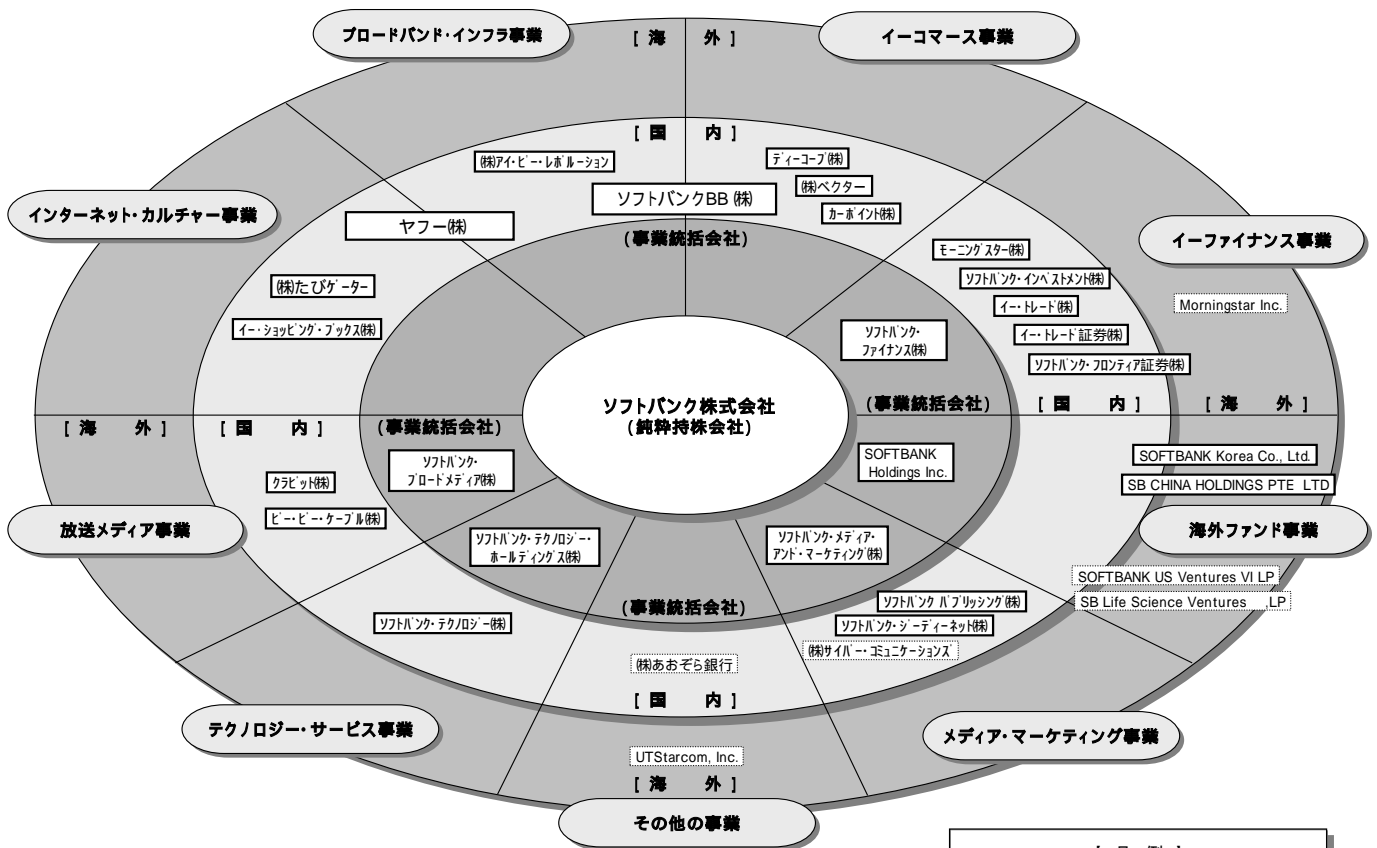 ブロードバンド・インフラ事業
[ 海 外 ]
イーコマース事業
[ 国 内 ]
(株)アイ・ピー・レボルーション
ディーコープ(株)
(株)ベクター
カーポイント(株)
ソフトバンクBB (株)
ヤフー(株)
(事業統括会社)
インターネット・カルチャー事業
イーファイナンス事業
モーニングスター(株)
ソフトバンク・インベストメント(株)
イー・トレード(株)
イー・トレード証券(株)
ソフトバンク・フロンティア証券(株)
Morningstar Inc.
(株)たびゲーター
イー・ショッピング・ブックス(株)
ソフトバンク・
ファイナンス(株)
ソフトバンク株式会社
(純粋持株会社)
(事業統括会社)
[ 国 内 ]
[ 海 外 ]
[ 海 外 ]
[ 国 内 ]
(事業統括会社)
ソフトバンク・
ブロードメディア(株)
SOFTBANK
Holdings Inc.
SOFTBANK Korea Co., Ltd.
SB CHINA HOLDINGS PTE LTD
クラビット(株)
ビー・ビー・ケーブル(株)
放送メディア事業
海外ファンド事業
ソフトバンク・テクノロジー・
ホールディングス(株)
ソフトバンク・メディア・
アンド・マーケティング(株)
SOFTBANK US Ventures VI LP
SB Life Science Ventures ,LP
(事業統括会社)
ソフトバンク パブリッシング(株)
ソフトバンク・ジーディーネット(株)
(株)サイバー・コミュニケーションズ
ソフトバンク・テクノロジー(株)
(株)あおぞら銀行
[ 国 内 ]
テクノロジー・サービス事業
メディア・マーケティング事業
UTStarcom, Inc.
[ 海 外 ]
その他の事業